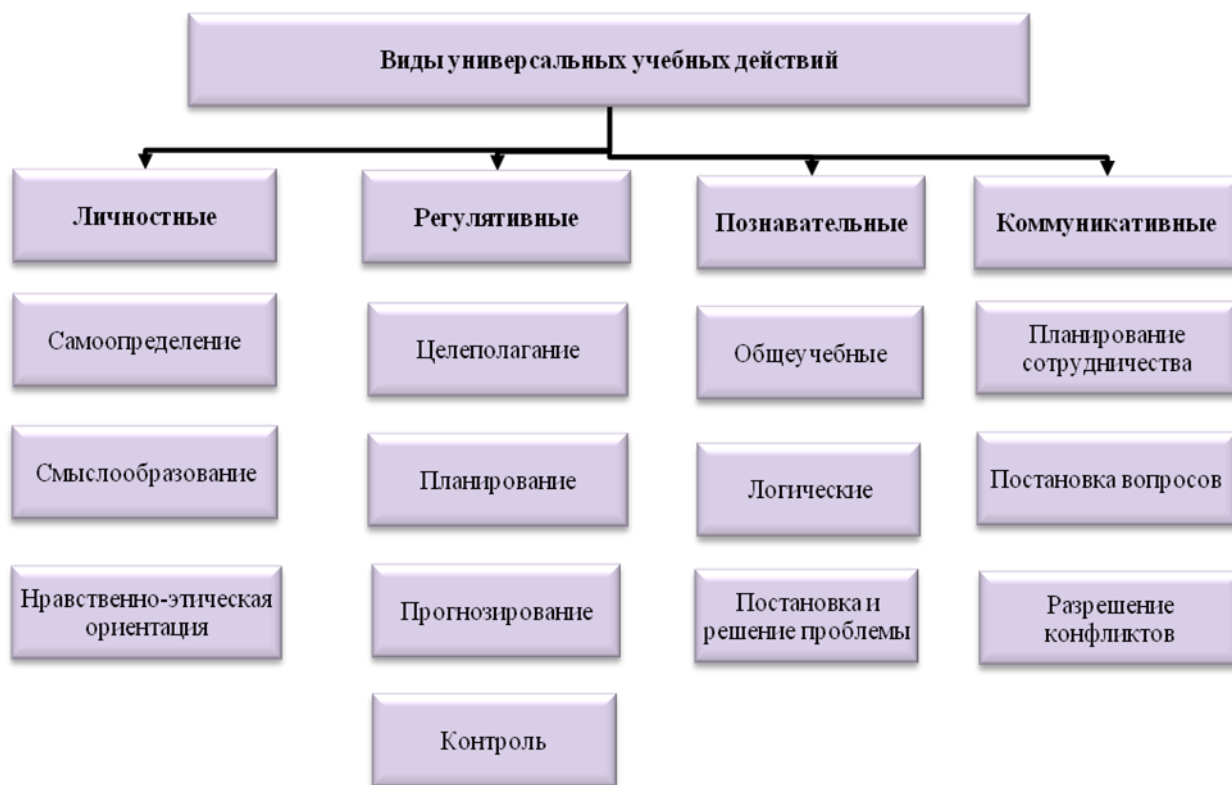 Виды универсальных учебных действий
Личностные
Регулятивные
Познавательные
Коммуникативные
Самоопределение
Целеполагание
Общеучебные
Планирование
сотрудничества
Смыслообразование
Планирование
Логические
Постановка вопросов
Нравственно-этическая
ориентация
Прогнозирование
Постановка и
решение проблемы
Разрешение
конфликтов
Контроль